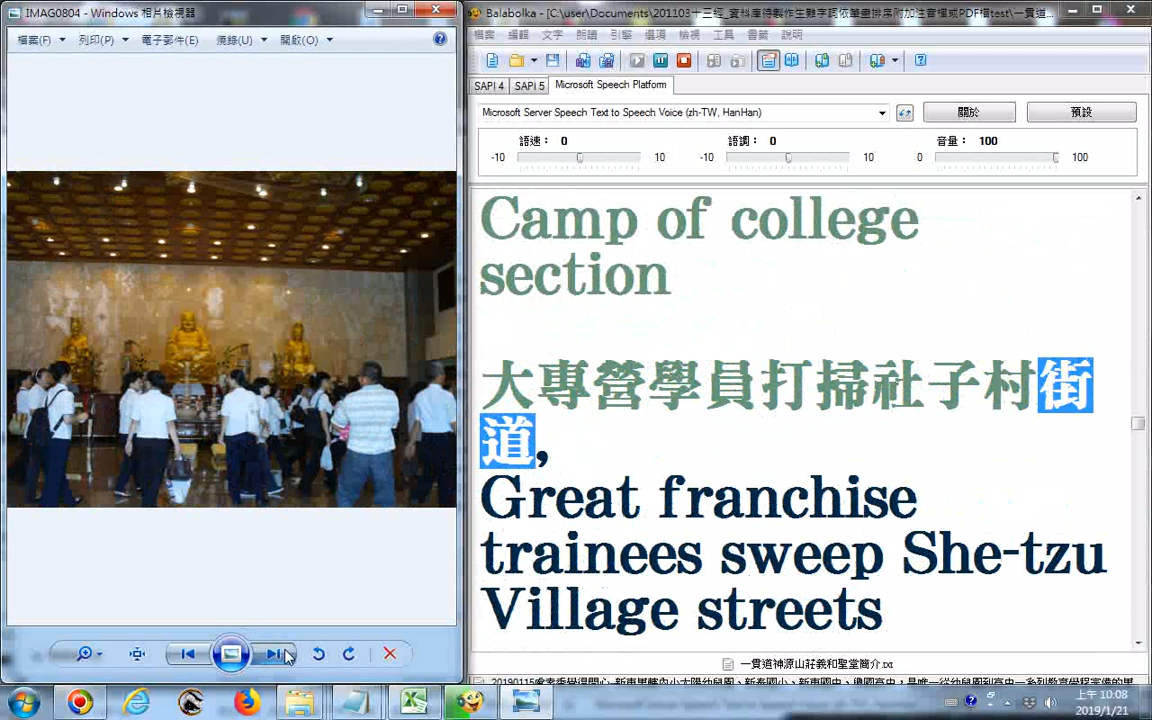 IMAG0804 - Windows 相片檢視器
檔案(F) 列印(P) 電子郵件(E) 燒錄(U) 開啟(O)
Balabolka - [C:\user\Documents\201103十三經_資料庫待製作生難字詞依筆畫排序附加注音檔或PDF檔test\一貫道...
檔案 編輯 文字 朗讀 引擎 選項 檢視 工具 書籤 說明
SAPI 4 SAPI 5 Microsoft Speech Platform
Microsoft Server Speech Text to Speech Voice (zh-TW, HanHan) 關於 預設
語速： 0 語調： 0 音量： 100
-10 10 -10 10 0 100
Camp of college
section
大專營學員打掃社子村街
道,
Great franchise
trainees sweep She-tzu
Village streets
一貫道神源山莊義和聖堂簡介.txt
上午 10:08
2019/1/21